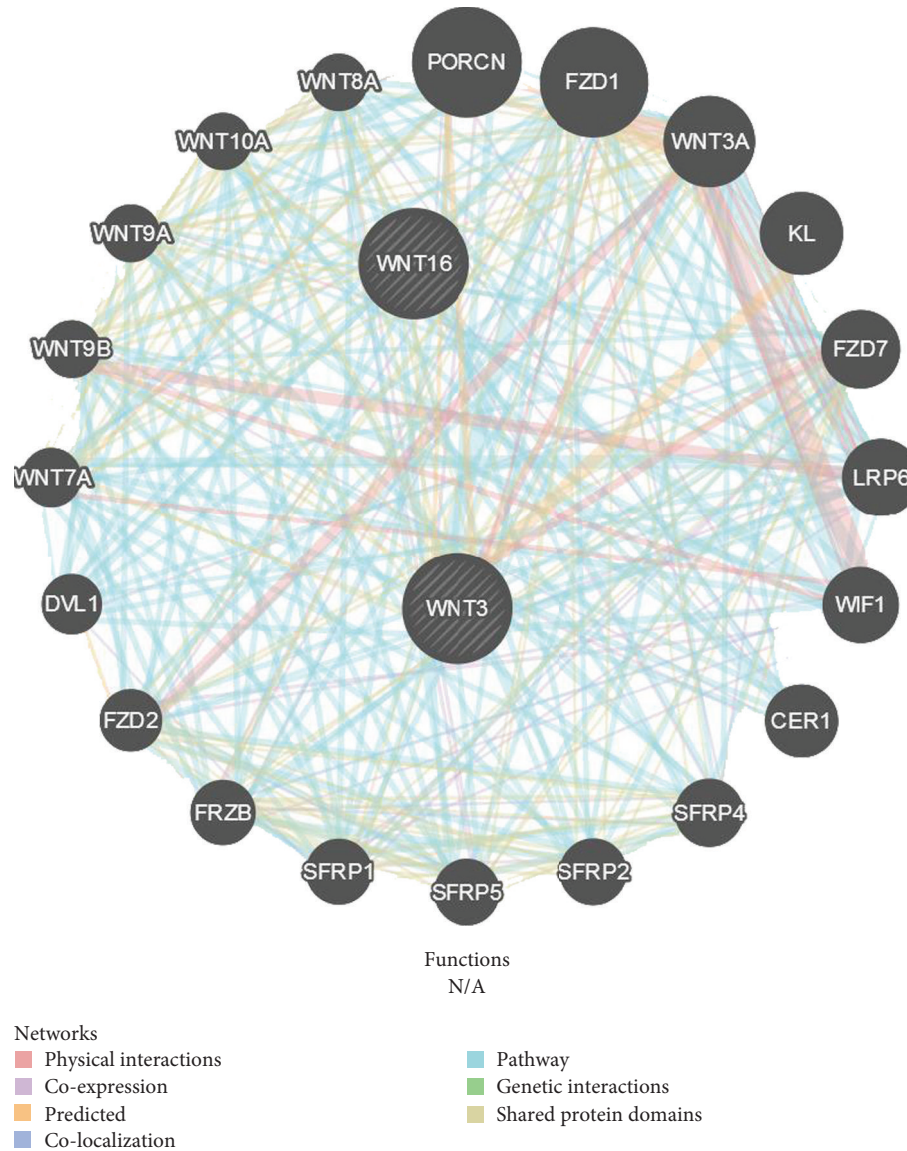 PORCN
FZD1
WNT8A
WNT3A
WNT10A
KL
WNT9A
WNT16
WNT9B
FZD7
WNT7A
LRP6
DVL1
WNT3
WIF1
FZD2
CER1
FRZB
SFRP4
SFRP1
SFRP5
SFRP2
Functions
N/A
Networks
Physical interactions
Co-expression
Predicted
Co-localization
Pathway
Genetic interactions
Shared protein domains